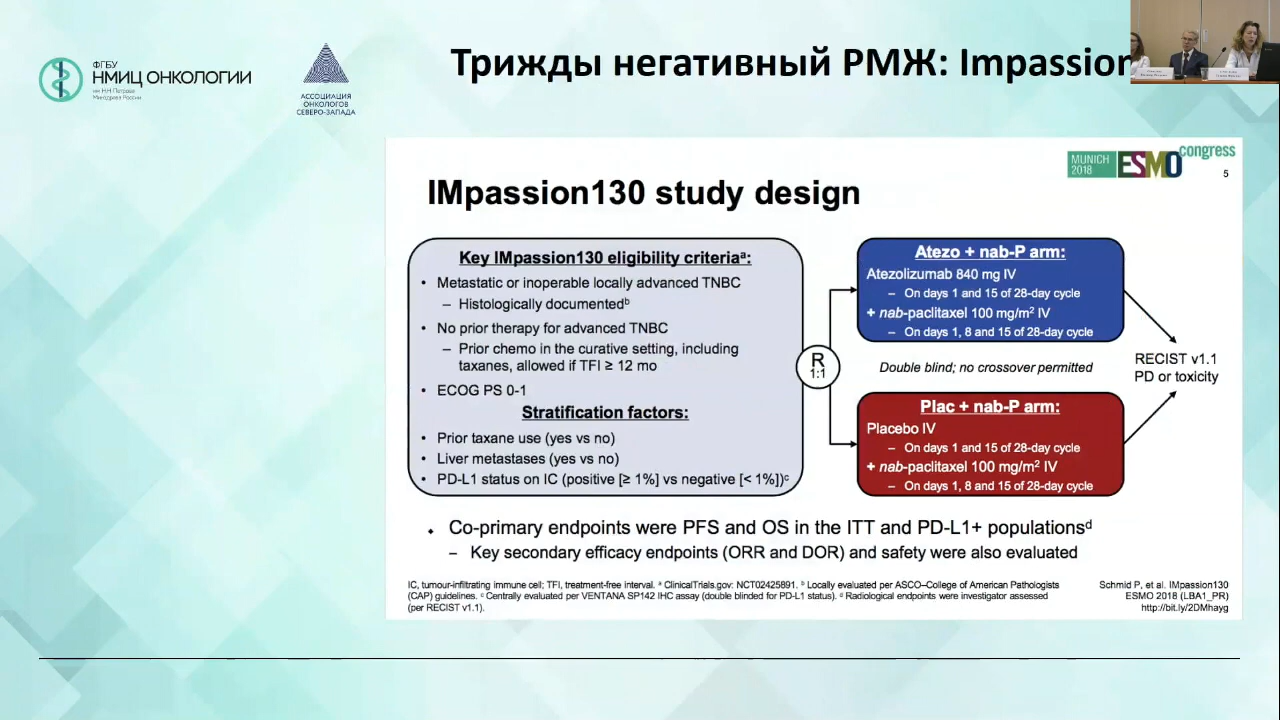 ФГБУ
НМИЦ ОНКОЛОГИИ
им. Н.Н. Петрова
Минздрава России
АССОЦИАЦИЯ
ОНКОЛОГОВ
СЕВЕРО-ЗАПАДА
Трижды негативный РМЖ: Impassion
MUNICH
2018
ESMO congress
5
IMpassion130 study design
Key IMpassion130 eligibility criteriaᵃ:
• Metastatic or inoperable locally advanced TNBC
– Histologically documentedᵇ
• No prior therapy for advanced TNBC
– Prior chemo in the curative setting, including
taxanes, allowed if TFI ≥ 12 mo
• ECOG PS 0-1
Stratification factors:
• Prior taxane use (yes vs no)
• Liver metastases (yes vs no)
• PD-L1 status on IC (positive [≥ 1%] vs negative [< 1%])ᶜ
R
1:1
Atezo + nab-P arm:
Atezolizumab 840 mg IV
– On days 1 and 15 of 28-day cycle
+ nab-paclitaxel 100 mg/m² IV
– On days 1, 8 and 15 of 28-day cycle
Double blind; no crossover permitted
Plac + nab-P arm:
Placebo IV
– On days 1 and 15 of 28-day cycle
+ nab-paclitaxel 100 mg/m² IV
– On days 1, 8 and 15 of 28-day cycle
RECIST v1.1
PD or toxicity
• Co-primary endpoints were PFS and OS in the ITT and PD-L1+ populationsᵈ
– Key secondary efficacy endpoints (ORR and DOR) and safety were also evaluated
IC, tumour-infiltrating immune cell; TFI, treatment-free interval. ᵃ ClinicalTrials.gov: NCT02425891. ᵇ Locally evaluated per ASCO–College of American Pathologists
(CAP) guidelines. ᶜ Centrally evaluated per VENTANA SP142 IHC assay (double blinded for PD-L1 status). ᵈ Radiological endpoints were investigator assessed
(per RECIST v1.1).
Schmid P, et al. IMpassion130
ESMO 2018 (LBA1_PR)
http://bit.ly/2DMhayg